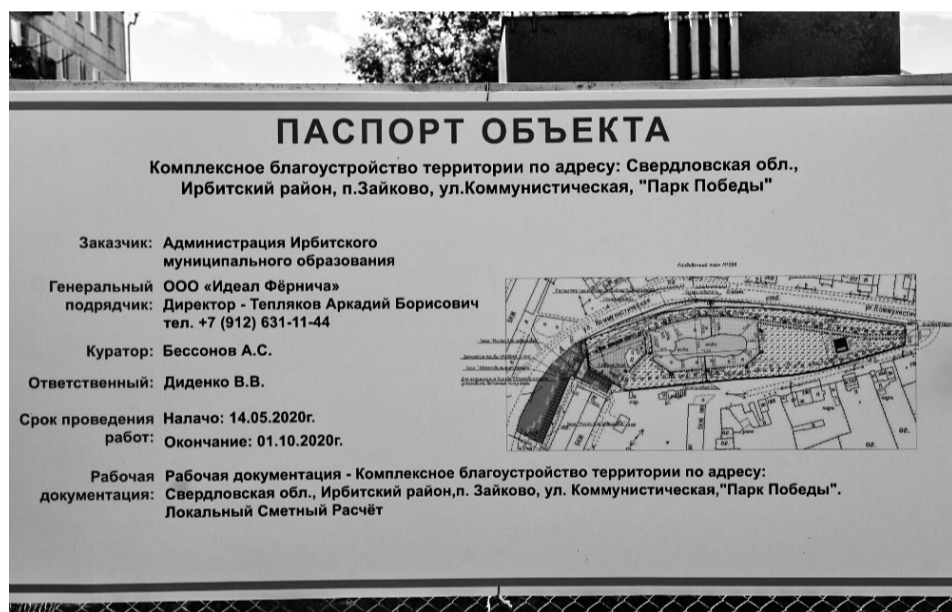 ПАСПОРТ ОБЪЕКТА
Комплексное благоустройство территории по адресу: Свердловская обл.,
Ирбитский район, п.Зайково, ул.Коммунистическая, "Парк Победы"
Заказчик: Администрация Ирбитского
муниципального образования
Генеральный подрядчик: ООО «Идеал Фёрнича»
Директор - Тепляков Аркадий Борисович
тел. +7 (912) 631-11-44
Куратор: Бессонов А.С.
Ответственный: Диденко В.В.
Срок проведения работ: Налачо: 14.05.2020г.
Окончание: 01.10.2020г.
Рабочая документация: Рабочая документация - Комплексное благоустройство территории по адресу:
Свердловская обл., Ирбитский район,п. Зайково, ул. Коммунистическая,"Парк Победы".
Локальный Сметный Расчёт